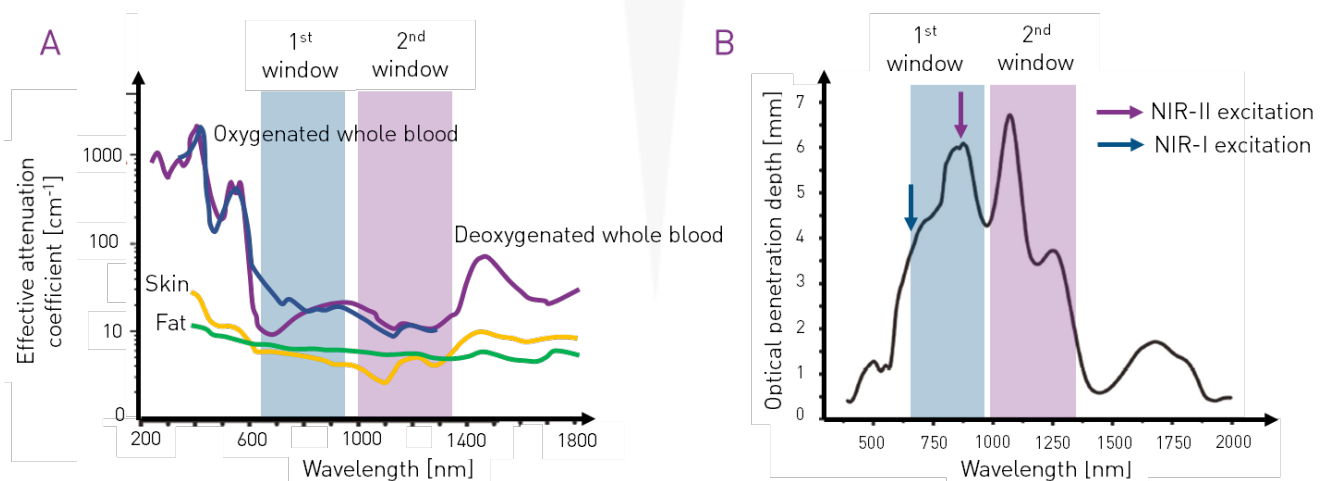 A
1st
window
2nd
window
Effective attenuation
coefficient [cm-1]
1000
100
10
0
Oxygenated whole blood
Deoxygenated whole blood
Skin
Fat
200
600
1000
1400
1800
Wavelength [nm]
B
1st
window
2nd
window
Optical penetration depth [mm]
7
6
5
4
3
2
1
0
NIR-II excitation
NIR-I excitation
500
750
1000
1250
1500
1750
2000
Wavelength [nm]